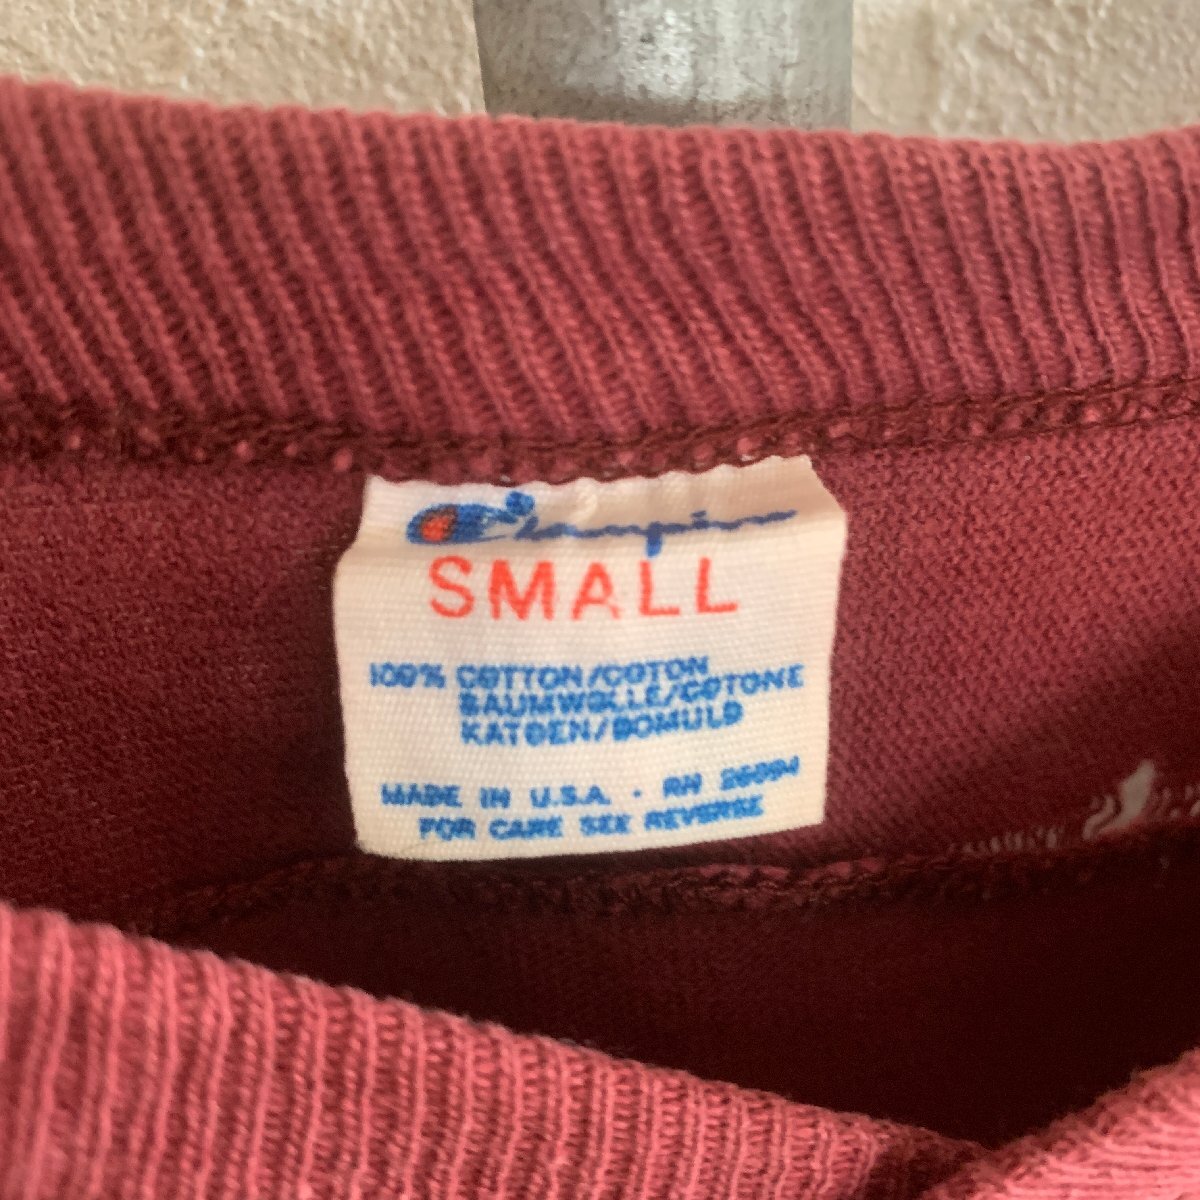 Champion
SMALL
100% COTTON/COTON
BAUMWOLLE/COTONE
KATOEN/BOMULD
MADE IN U.S.A. · RN 26094
FOR CARE SEE REVERSE